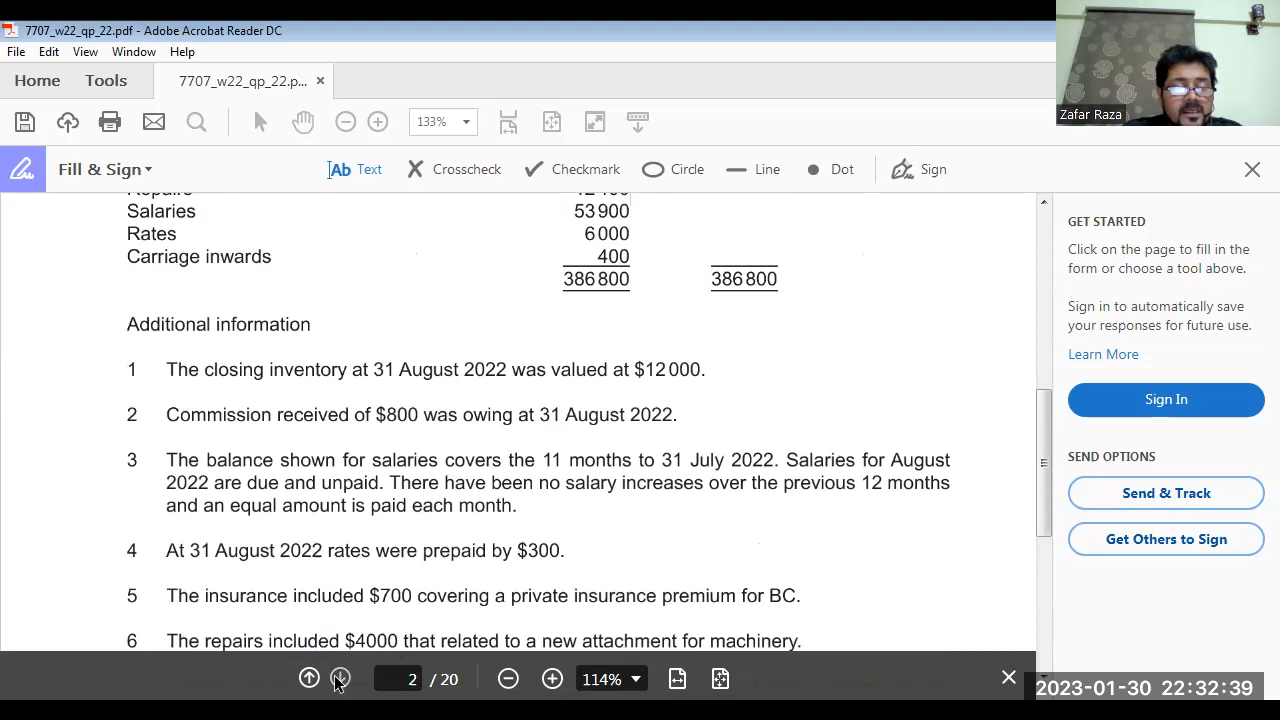 7707_w22_qp_22.pdf - Adobe Acrobat Reader DC
File Edit View Window Help
Home Tools 7707_w22_qp_22.p... ×
133%
Fill & Sign Ab Text Crosscheck Checkmark Circle Line Dot Sign
Zafar Raza
Repairs
Salaries 53 900
Rates 6 000
Carriage inwards 400
386 800 386 800
Additional information
1 The closing inventory at 31 August 2022 was valued at $12 000.
2 Commission received of $800 was owing at 31 August 2022.
3 The balance shown for salaries covers the 11 months to 31 July 2022. Salaries for August
2022 are due and unpaid. There have been no salary increases over the previous 12 months
and an equal amount is paid each month.
4 At 31 August 2022 rates were prepaid by $300.
5 The insurance included $700 covering a private insurance premium for BC.
6 The repairs included $4000 that related to a new attachment for machinery.
GET STARTED
Click on the page to fill in the
form or choose a tool above.
Sign in to automatically save
your responses for future use.
Learn More
Sign In
SEND OPTIONS
Send & Track
Get Others to Sign
2 / 20 114%
2023-01-30 22:32:39